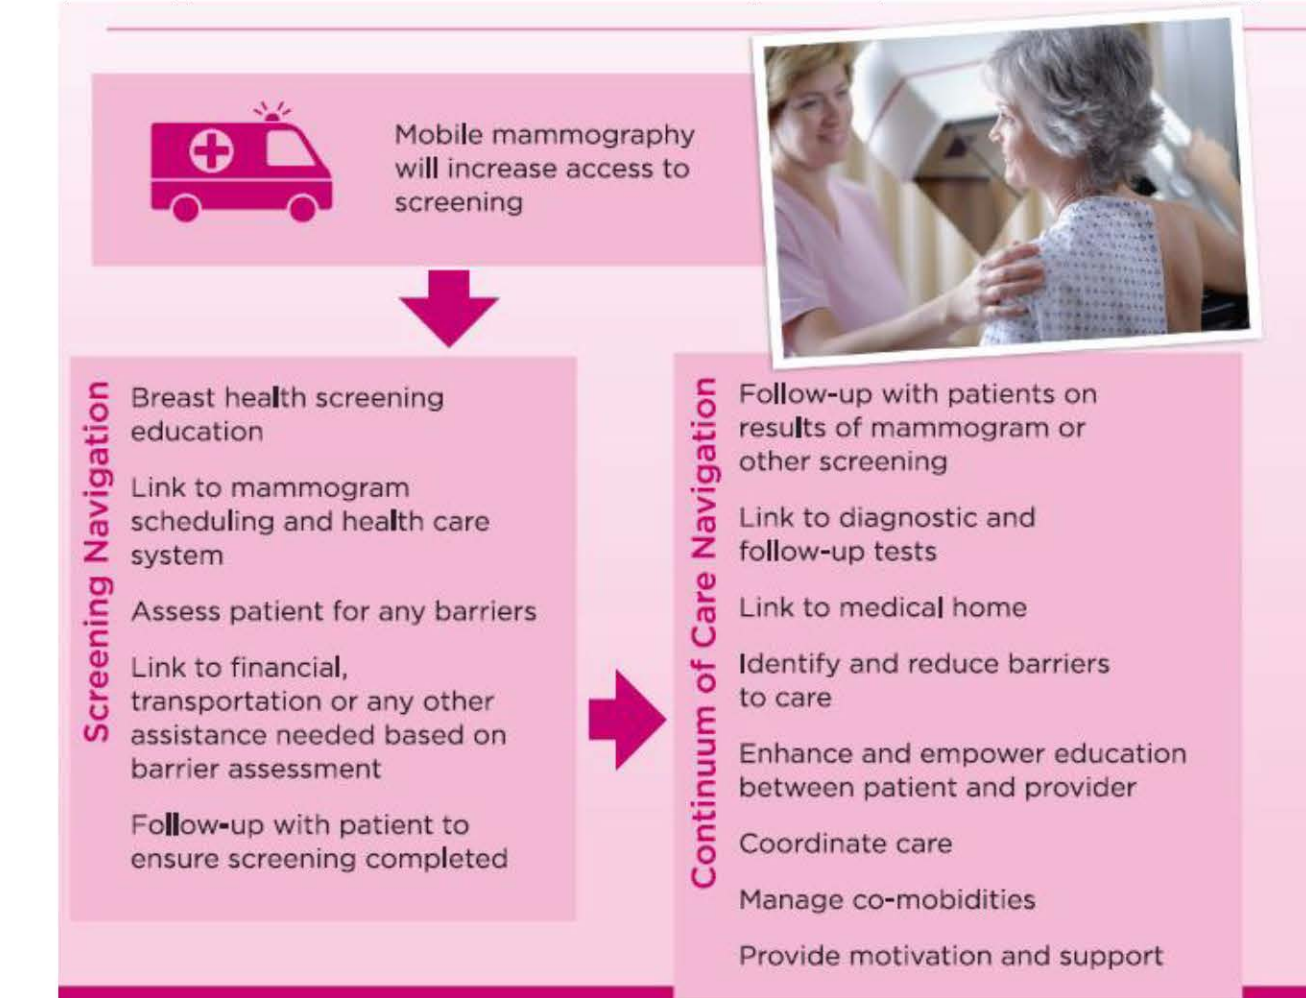 Mobile mammography
will increase access to
screening
Screening Navigation
Breast health screening
education
Link to mammogram
scheduling and health care
system
Assess patient for any barriers
Link to financial,
transportation or any other
assistance needed based on
barrier assessment
Follow-up with patient to
ensure screening completed
Continuum of Care Navigation
Follow-up with patients on
results of mammogram or
other screening
Link to diagnostic and
follow-up tests
Link to medical home
Identify and reduce barriers
to care
Enhance and empower education
between patient and provider
Coordinate care
Manage co-mobidities
Provide motivation and support